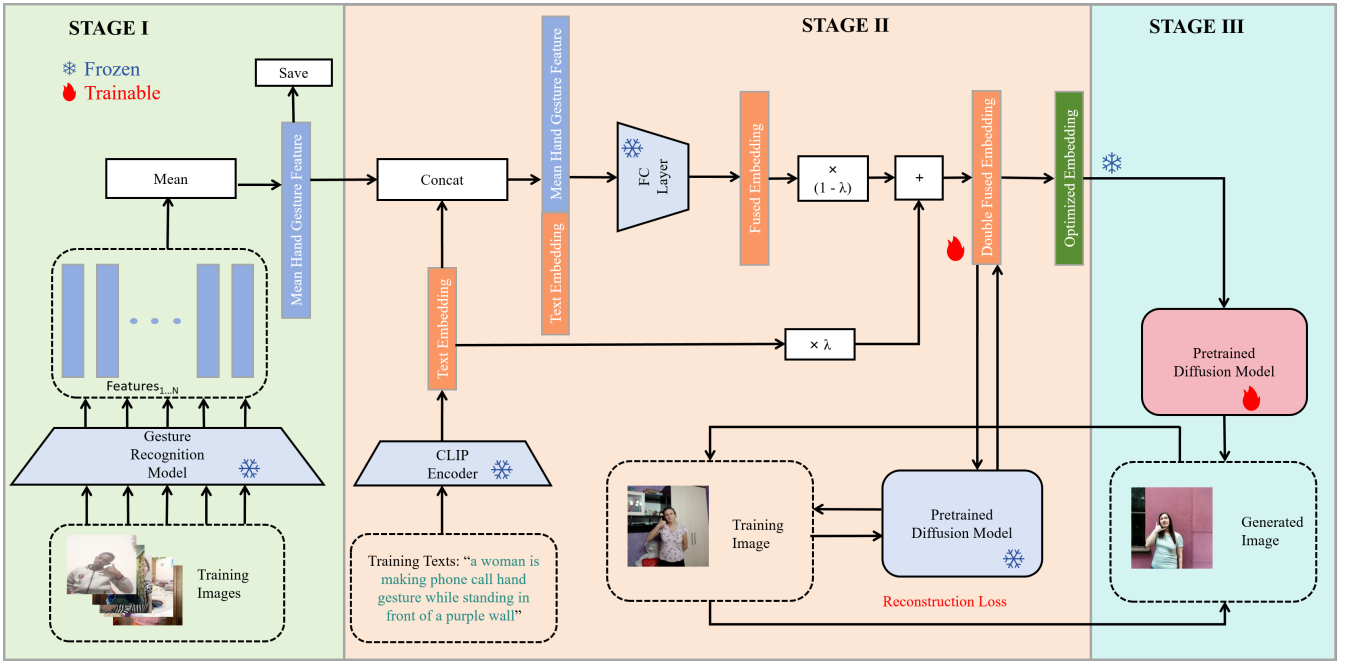 STAGE I
Frozen
Trainable
Save
Mean
Mean Hand Gesture Feature
Features1...N
Gesture
Recognition
Model
Training
Images
STAGE II
Concat
Mean Hand Gesture Feature
Text Embedding
Text Embedding
CLIP
Encoder
Training Texts: “a woman is
making phone call hand
gesture while standing in
front of a purple wall”
FC
Layer
Fused Embedding
×
(1 - λ)
+
× λ
Double Fused Embedding
Optimized Embedding
Training
Image
Pretrained
Diffusion Model
Reconstruction Loss
STAGE III
Pretrained
Diffusion Model
Generated
Image